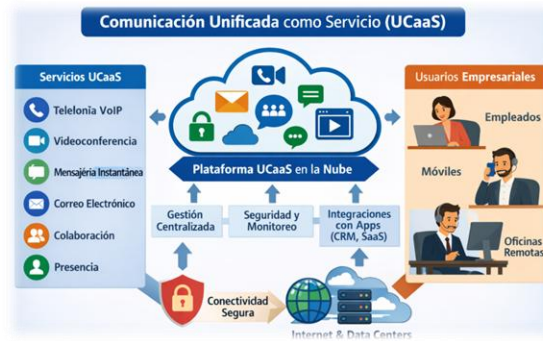 Comunicación Unificada como Servicio (UCaaS)
Servicios UCaaS
Telefonía VoIP
Videoconferencia
Mensajéria Instantánea
Correo Electrónico
Colaboración
Presencia
Plataforma UCaaS en la Nube
Gestión
Centralizada
Seguridad y
Monitoreo
Integraciones
con Apps
(CRM, SaaS)
Usuarios Empresariales
Empleados
Móviles
Oficinas
Remotas
Conectividad
Segura
Internet & Data Centers